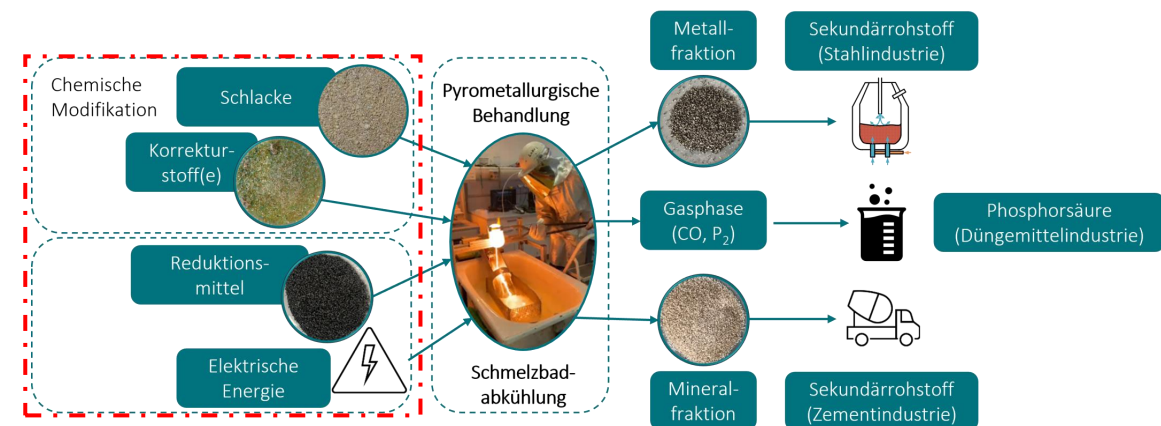 Chemische
Modifikation
Schlacke
Korrektur-
stoff(e)
Reduktions-
mittel
Elektrische
Energie
Pyrometallurgische
Behandlung
Schmelzbad-
abkühlung
Metall-
fraktion
Sekundärrohstoff
(Stahlindustrie)
Gasphase
(CO, P₂)
Phosphorsäure
(Düngemittelindustrie)
Mineral-
fraktion
Sekundärrohstoff
(Zementindustrie)